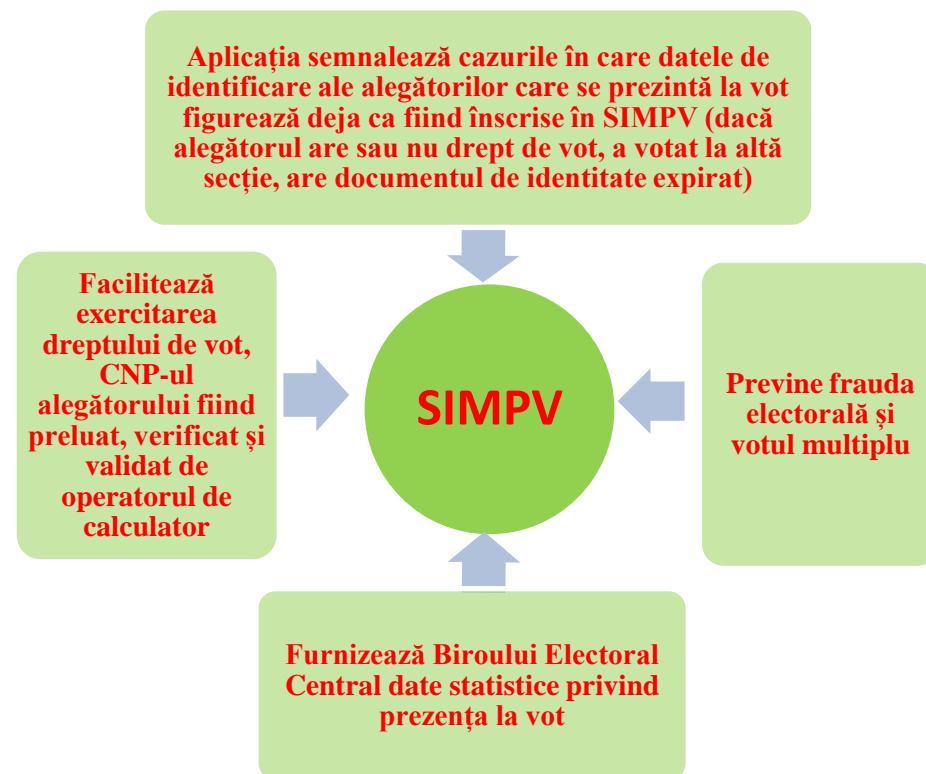 Aplicația semnalează cazurile în care datele de
identificare ale alegătorilor care se prezintă la vot
figurează deja ca fiind înscrise în SIMPV (dacă
alegătorul are sau nu drept de vot, a votat la altă
secție, are documentul de identitate expirat)
Facilitează
exercitarea
dreptului de vot,
CNP-ul
alegătorului fiind
preluat, verificat și
validat de
operatorul de
calculator
SIMPV
Previne frauda
electorală și
votul multiplu
Furnizează Biroului Electoral
Central date statistice privind
prezența la vot